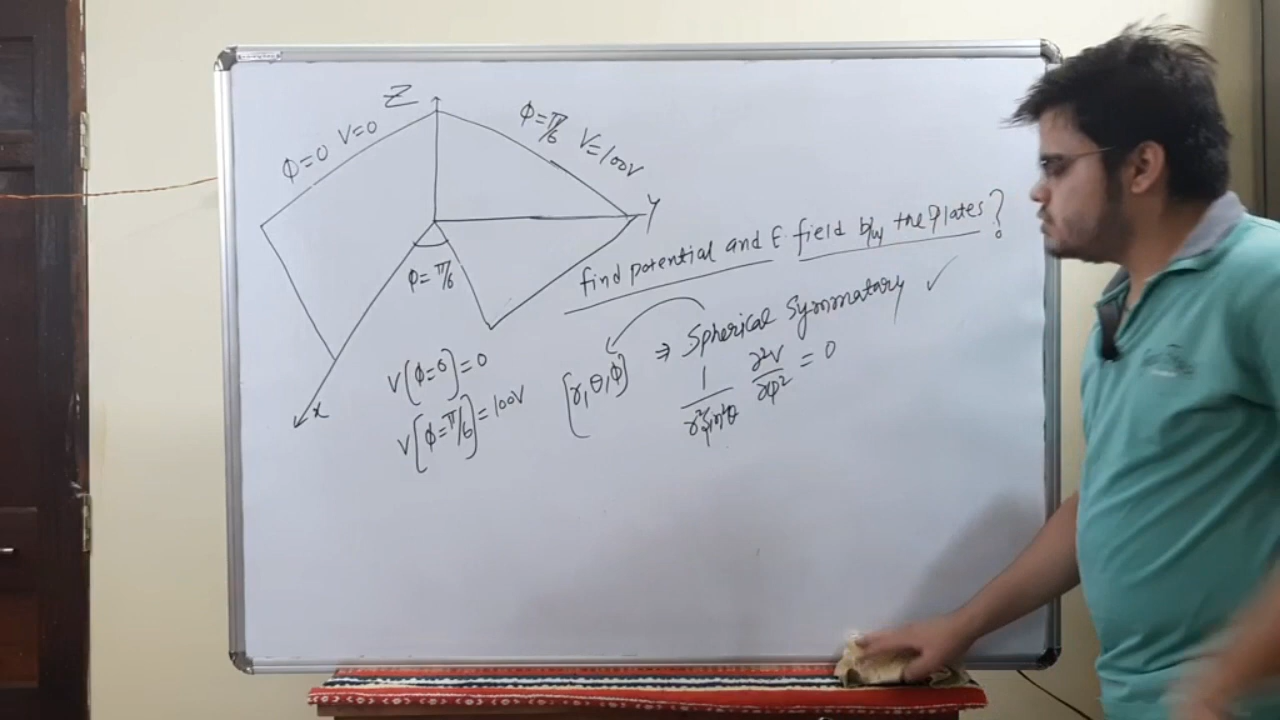 Z
ϕ=0 V=0
ϕ=π/6 V=100V
y
x
ϕ=π/6
find potential and E field b/w the Plates?
V[ϕ=0]=0
V[ϕ=π/6]=100V
[r,θ,ϕ] ⇒ Spherical Symmatary ✓
1/(r²sin²θ) ∂²V/∂ϕ² = 0